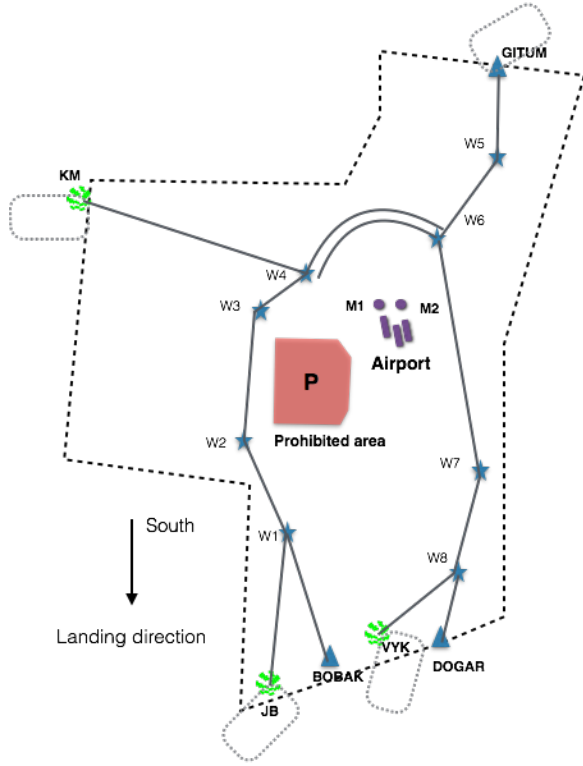 GITUM
W5
KM
W6
W4
W3
M1
M2
Airport
P
Prohibited area
W2
W7
South
W1
W8
Landing direction
VYK
DOGAR
BOBAK
JB